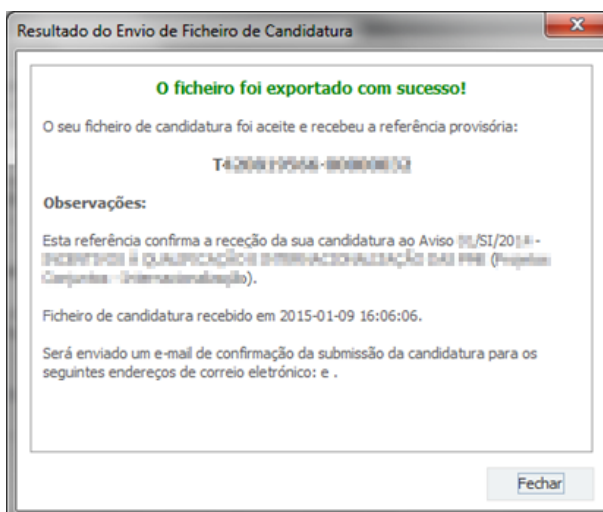 Resultado do Envio de Ficheiro de Candidatura
O ficheiro foi exportado com sucesso!
O seu ficheiro de candidatura foi aceite e recebeu a referência provisória:
Observações:
Esta referência confirma a receção da sua candidatura ao Aviso /SI/2014 -
Ficheiro de candidatura recebido em 2015-01-09 16:06:06.
Será enviado um e-mail de confirmação da submissão da candidatura para os
seguintes endereços de correio eletrónico: e .
Fechar